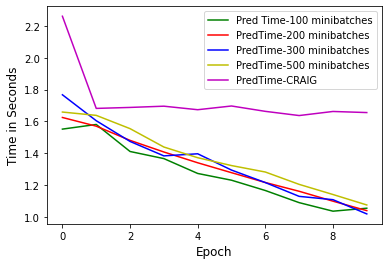 Pred Time-100 minibatches
PredTime-200 minibatches
PredTime-300 minibatches
PredTime-500 minibatches
PredTime-CRAIG
Time in Seconds
2.2
2.0
1.8
1.6
1.4
1.2
1.0
0 2 4 6 8
Epoch